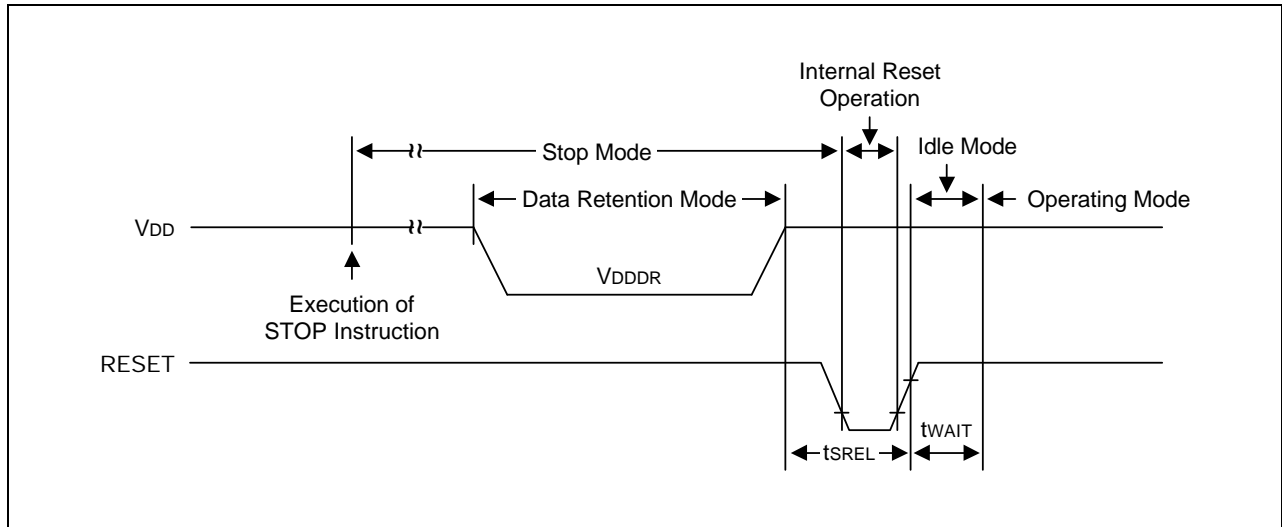 Internal Reset
Operation
Idle Mode
Stop Mode
Data Retention Mode
Operating Mode
VDD
VDDDR
Execution of
STOP Instruction
RESET
tSREL
tWAIT